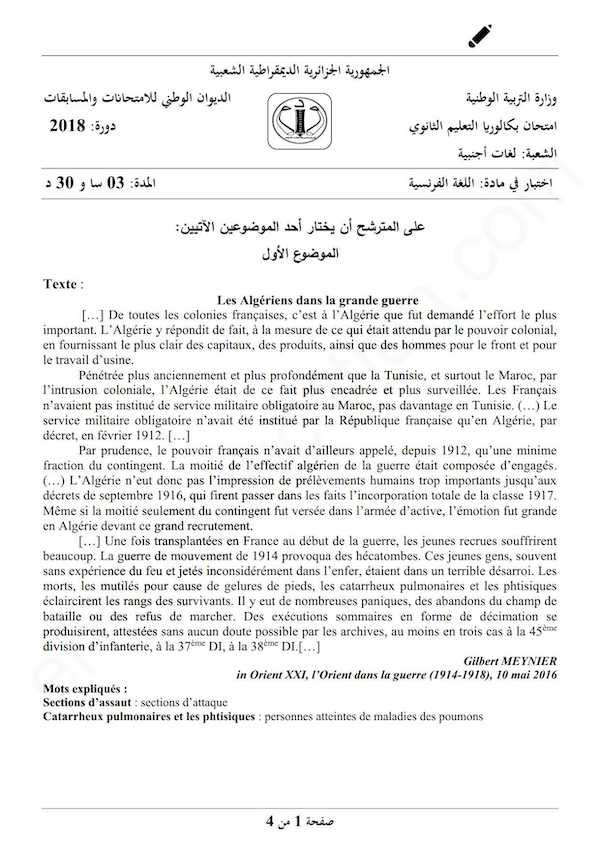 الجمهورية الجزائرية الديمقراطية الشعبية
وزارة التربية الوطنية
الديوان الوطني للامتحانات والمسابقات
امتحان بكالوريا التعليم الثانوي
دورة: 2018
الشعبة: لغات أجنبية
اختبار في مادة: اللغة الفرنسية
المدة: 03 سا و 30 د
على المترشح أن يختار أحد الموضوعين الآتيين:
الموضوع الأول
Texte :
Les Algériens dans la grande guerre
[…] De toutes les colonies françaises, c'est à l'Algérie que fut demandé l'effort le plus
important. L'Algérie y répondit de fait, à la mesure de ce qui était attendu par le pouvoir colonial,
en fournissant le plus clair des capitaux, des produits, ainsi que des hommes pour le front et pour
le travail d'usine.
Pénétrée plus anciennement et plus profondément que la Tunisie, et surtout le Maroc, par
l'intrusion coloniale, l'Algérie était de ce fait plus encadrée et plus surveillée. Les Français
n'avaient pas institué de service militaire obligatoire au Maroc, pas davantage en Tunisie. (…) Le
service militaire obligatoire n'avait été institué par la République française qu'en Algérie, par
décret, en février 1912. […]
Par prudence, le pouvoir français n'avait d'ailleurs appelé, depuis 1912, qu'une minime
fraction du contingent. La moitié de l'effectif algérien de la guerre était composée d'engagés.
(…) L'Algérie n'eut donc pas l'impression de prélèvements humains trop importants jusqu'aux
décrets de septembre 1916, qui firent passer dans les faits l'incorporation totale de la classe 1917.
Même si la moitié seulement du contingent fut versée dans l'armée d'active, l'émotion fut grande
en Algérie devant ce grand recrutement.
[…] Une fois transplantées en France au début de la guerre, les jeunes recrues souffrirent
beaucoup. La guerre de mouvement de 1914 provoqua des hécatombes. Ces jeunes gens, souvent
sans expérience du feu et jetés inconsidérément dans l'enfer, étaient dans un terrible désarroi. Les
morts, les mutilés pour cause de gelures de pieds, les catarrheux pulmonaires et les phtisiques
éclaircirent les rangs des survivants. Il y eut de nombreuses paniques, des abandons du champ de
bataille ou des refus de marcher. Des exécutions sommaires en forme de décimation se
produisirent, attestées sans aucun doute possible par les archives, au moins en trois cas à la 45ème
division d'infanterie, à la 37ème DI, à la 38ème DI.[…]
Gilbert MEYNIER
in Orient XXI, l'Orient dans la guerre (1914-1918), 10 mai 2016
Mots expliqués :
Sections d'assaut : sections d'attaque
Catarrheux pulmonaires et les phtisiques : personnes atteintes de maladies des poumons
صفحة 1 من 4